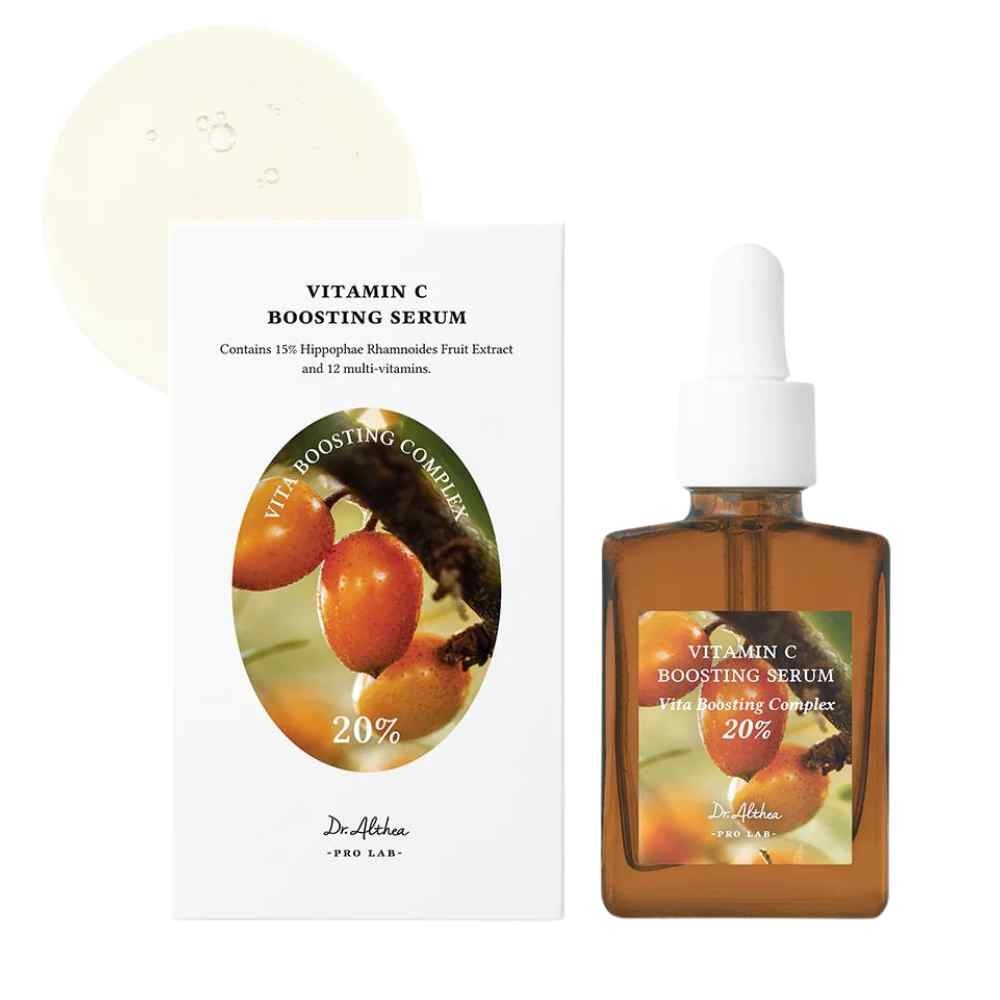 VITAMIN C
BOOSTING SERUM
Contains 15% Hippophae Rhamnoides Fruit Extract
and 12 multi-vitamins.
VITA BOOSTING COMPLEX
20%
Dr.Althea
-PRO LAB-
VITAMIN C
BOOSTING SERUM
Vita Boosting Complex
20%
Dr.Althea
-PRO LAB-